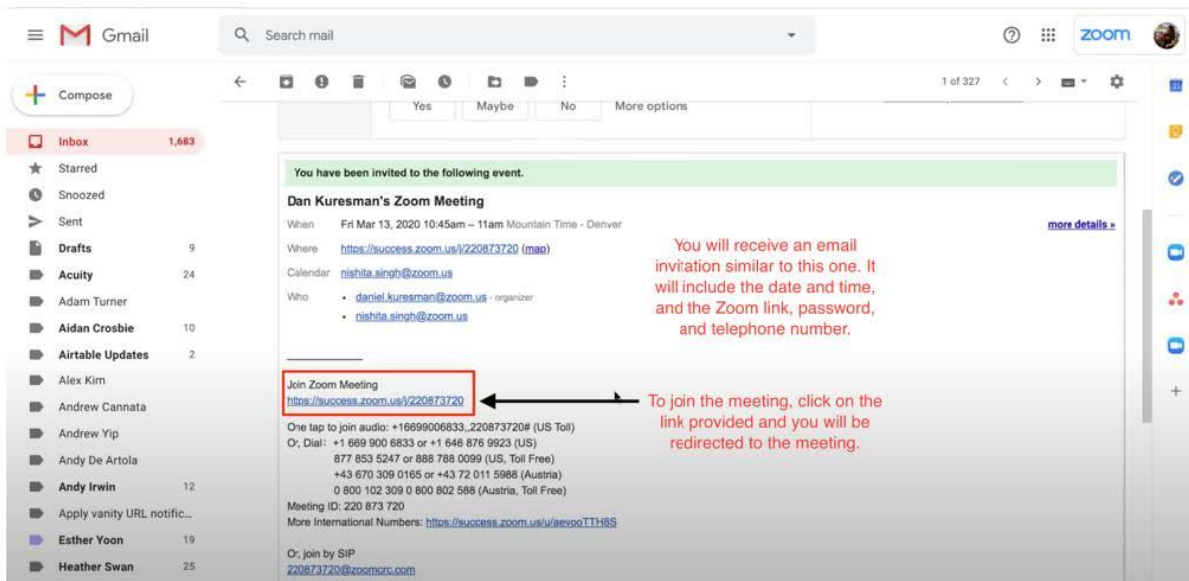 Gmail
Search mail
zoom
Compose
1 of 327
31
Yes Maybe No More options
Inbox 1,683
Starred
Snoozed
Sent
Drafts 9
Acuity 24
Adam Turner
Aidan Crosbie 10
Airtable Updates 2
Alex Kim
Andrew Cannata
Andrew Yip
Andy De Artola
Andy Irwin 12
Apply vanity URL notific...
Esther Yoon 19
Heather Swan 25
You have been invited to the following event.
Dan Kuresman's Zoom Meeting
When Fri Mar 13, 2020 10:45am – 11am Mountain Time - Denver
more details »
Where https://success.zoom.us/j/220873720 (map)
Calendar nishita.singh@zoom.us
Who • daniel.kuresman@zoom.us - organizer
• nishita.singh@zoom.us
You will receive an email
invitation similar to this one. It
will include the date and time,
and the Zoom link, password,
and telephone number.
Join Zoom Meeting
https://success.zoom.us/j/220873720
To join the meeting, click on the
link provided and you will be
redirected to the meeting.
One tap to join audio: +16699006833,,220873720# (US Toll)
Or, Dial: +1 669 900 6833 or +1 646 876 9923 (US)
877 853 5247 or 888 788 0099 (US, Toll Free)
+43 670 309 0165 or +43 72 011 5988 (Austria)
0 800 102 309 0 800 802 588 (Austria, Toll Free)
Meeting ID: 220 873 720
More International Numbers: https://success.zoom.us/u/aevooTTH8S
Or, join by SIP
220873720@zoomcrc.com